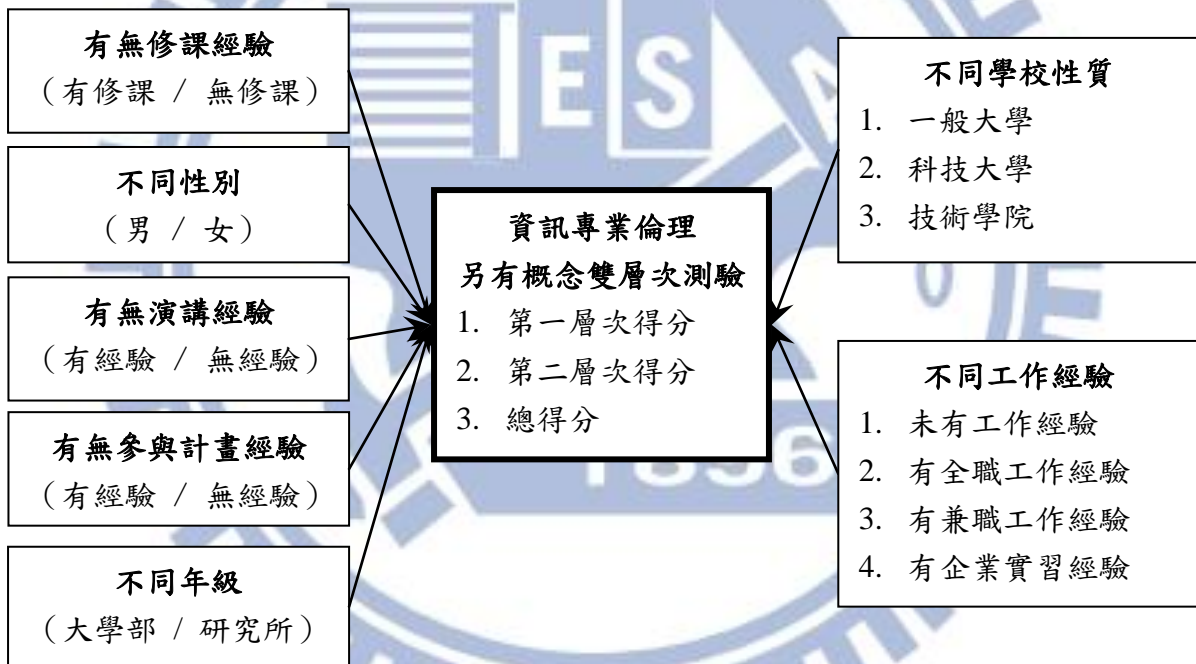 有無修課經驗
(有修課 / 無修課)
不同性別
(男 / 女)
有無演講經驗
(有經驗 / 無經驗)
有無參與計畫經驗
(有經驗 / 無經驗)
不同年級
(大學部 / 研究所)
資訊專業倫理
另有概念雙層次測驗
1. 第一層次得分
2. 第二層次得分
3. 總得分
不同學校性質
1. 一般大學
2. 科技大學
3. 技術學院
不同工作經驗
1. 未有工作經驗
2. 有全職工作經驗
3. 有兼職工作經驗
4. 有企業實習經驗
ES
1896